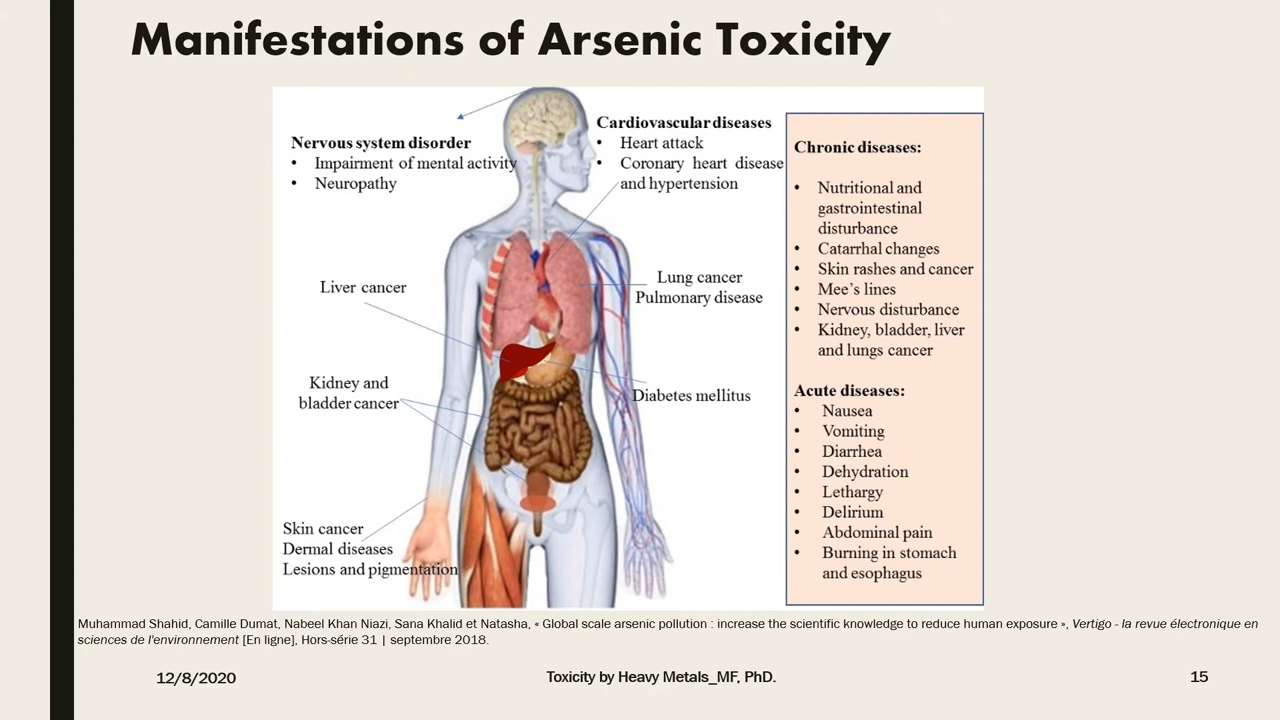 Manifestations of Arsenic Toxicity
Nervous system disorder
• Impairment of mental activity
• Neuropathy
Cardiovascular diseases
• Heart attack
• Coronary heart disease
and hypertension
Liver cancer
Lung cancer
Pulmonary disease
Kidney and
bladder cancer
Diabetes mellitus
Skin cancer
Dermal diseases
Lesions and pigmentation
Chronic diseases:
• Nutritional and
gastrointestinal
disturbance
• Catarrhal changes
• Skin rashes and cancer
• Mee’s lines
• Nervous disturbance
• Kidney, bladder, liver
and lungs cancer
Acute diseases:
• Nausea
• Vomiting
• Diarrhea
• Dehydration
• Lethargy
• Delirium
• Abdominal pain
• Burning in stomach
and esophagus
Muhammad Shahid, Camille Dumat, Nabeel Khan Niazi, Sana Khalid et Natasha, « Global scale arsenic pollution : increase the scientific knowledge to reduce human exposure », Vertigo - la revue électronique en
sciences de l'environnement [En ligne], Hors-série 31 | septembre 2018.
12/8/2020
Toxicity by Heavy Metals_MF, PhD.
15